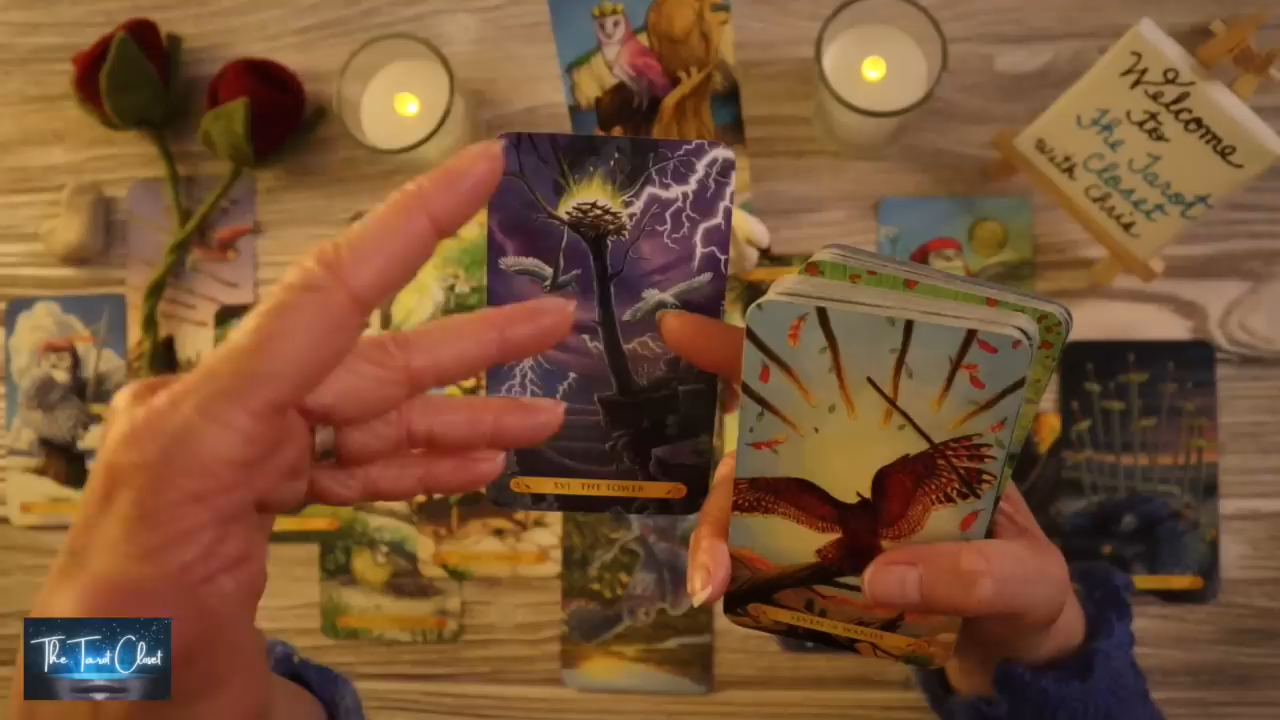 Welcome
to
The Tarot
Closet
with Chris
XVI THE TOWER
SEVEN OF WANDS
The Tarot Closet